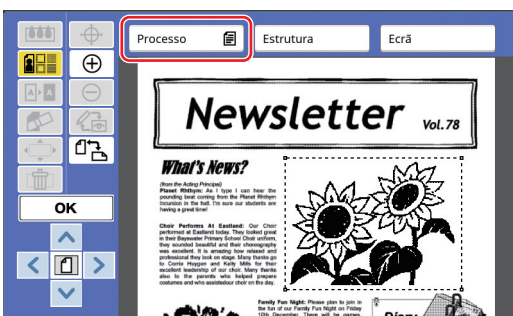 Processo
Estrutura
Ecrã
OK
Newsletter Vol. 78
What's News?
(from the Acting Principal)
Planet Rhthym: As I type I can hear the
pounding beat coming from the Planet Rhthym
Incursion in the hall. I'm sure our students are
having a great time!
Choir Performs At Eastland: Our Choir
performed at Eastland today. They looked great
in their Bayswater Primary School Choir uniform,
they sounded beautiful and their choreography
was excellent. It is amazing how relaxed and
professional they look on stage. Many thanks go
to Corrie Huygen and Kelly Mills for their
excellent leadership of our choir. Many thanks
also to the parents who helped prepare
costumes and who assistedour choir on the day.
Family Fun Night: Please plan to join in
the fun of our Family Fun Night on Friday
10th December. There will be games,